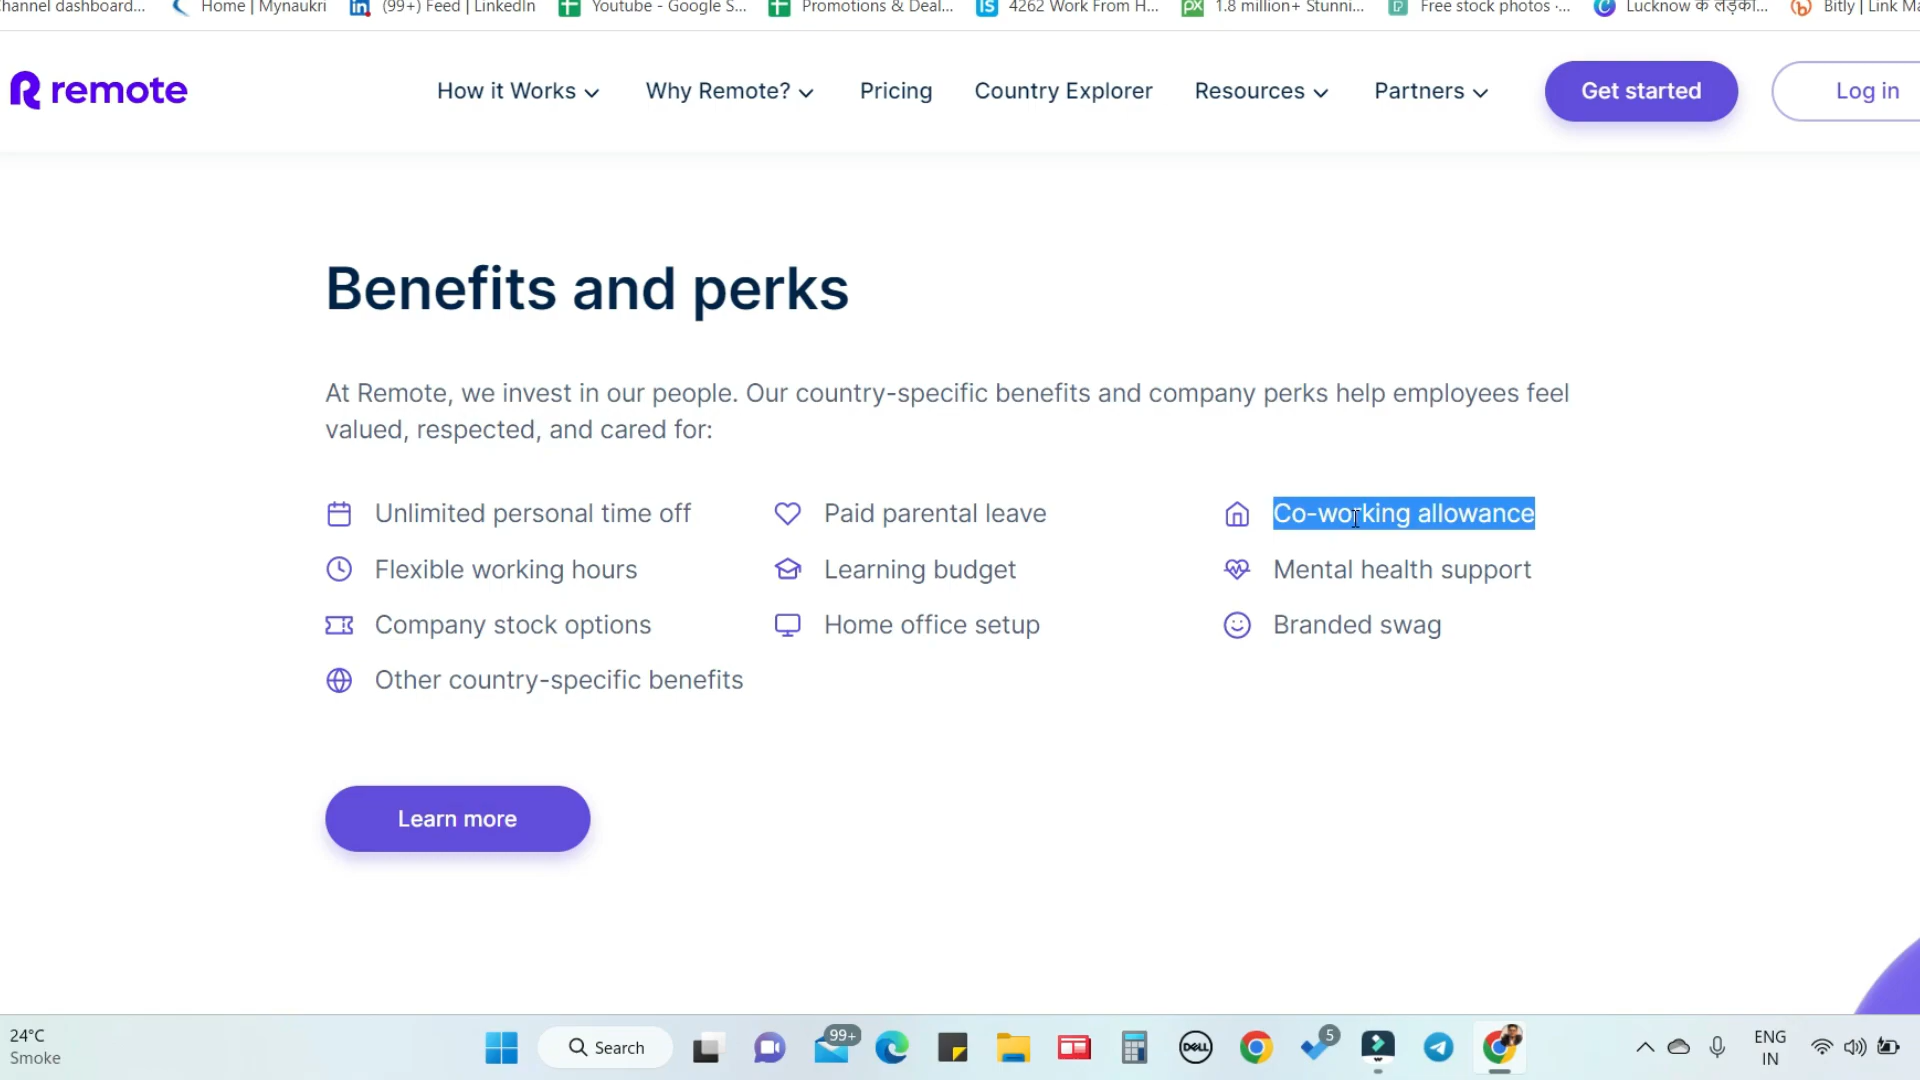 hannel dashboard... Home | Mynaukri (99+) Feed | LinkedIn Youtube - Google S... Promotions & Deal... IS 4262 Work From H... px 1.8 million+ Stunni... Free stock photos ·... Lucknow के लड़को... Bitly | Link Ma
remote How it Works Why Remote? Pricing Country Explorer Resources Partners Get started Log in
Benefits and perks
At Remote, we invest in our people. Our country-specific benefits and company perks help employees feel
valued, respected, and cared for:
Unlimited personal time off Paid parental leave Co-working allowance
Flexible working hours Learning budget Mental health support
Company stock options Home office setup Branded swag
Other country-specific benefits
Learn more
24°C
Smoke
Search
99+
DELL
5
ENG
IN